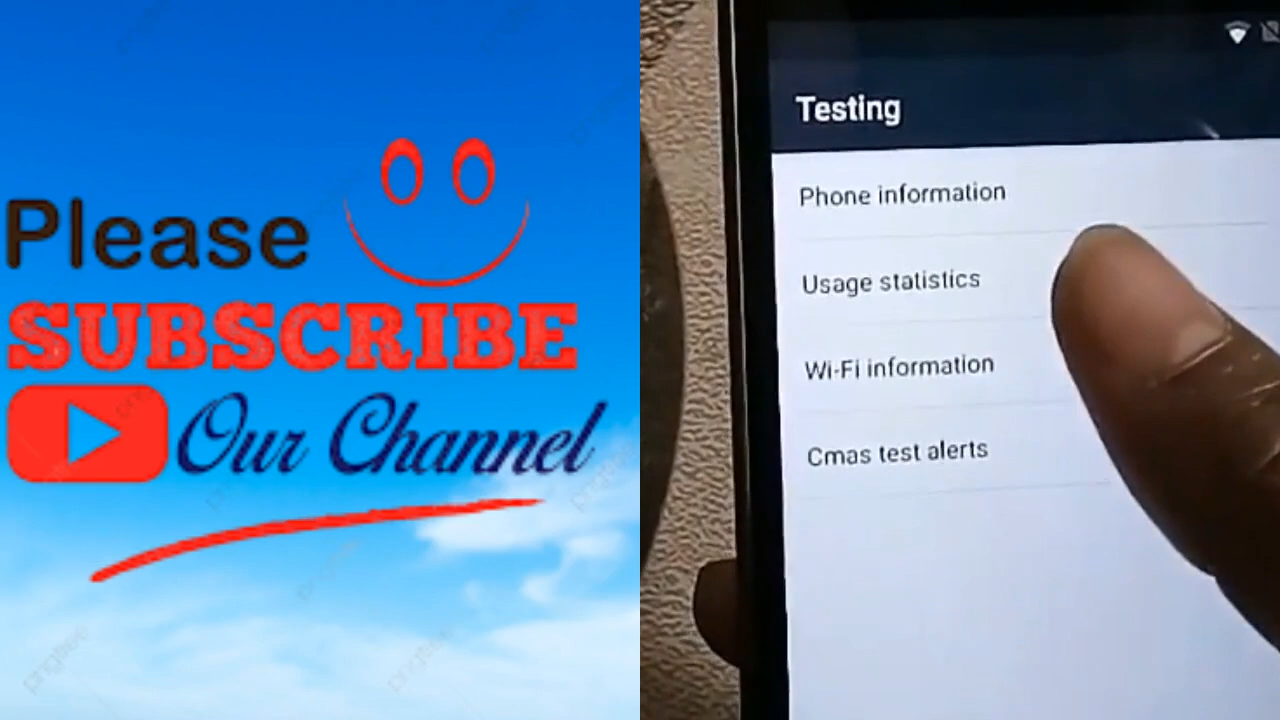 Please
SUBSCRIBE
Our Channel
Testing
Phone information
Usage statistics
Wi-Fi information
Cmas test alerts